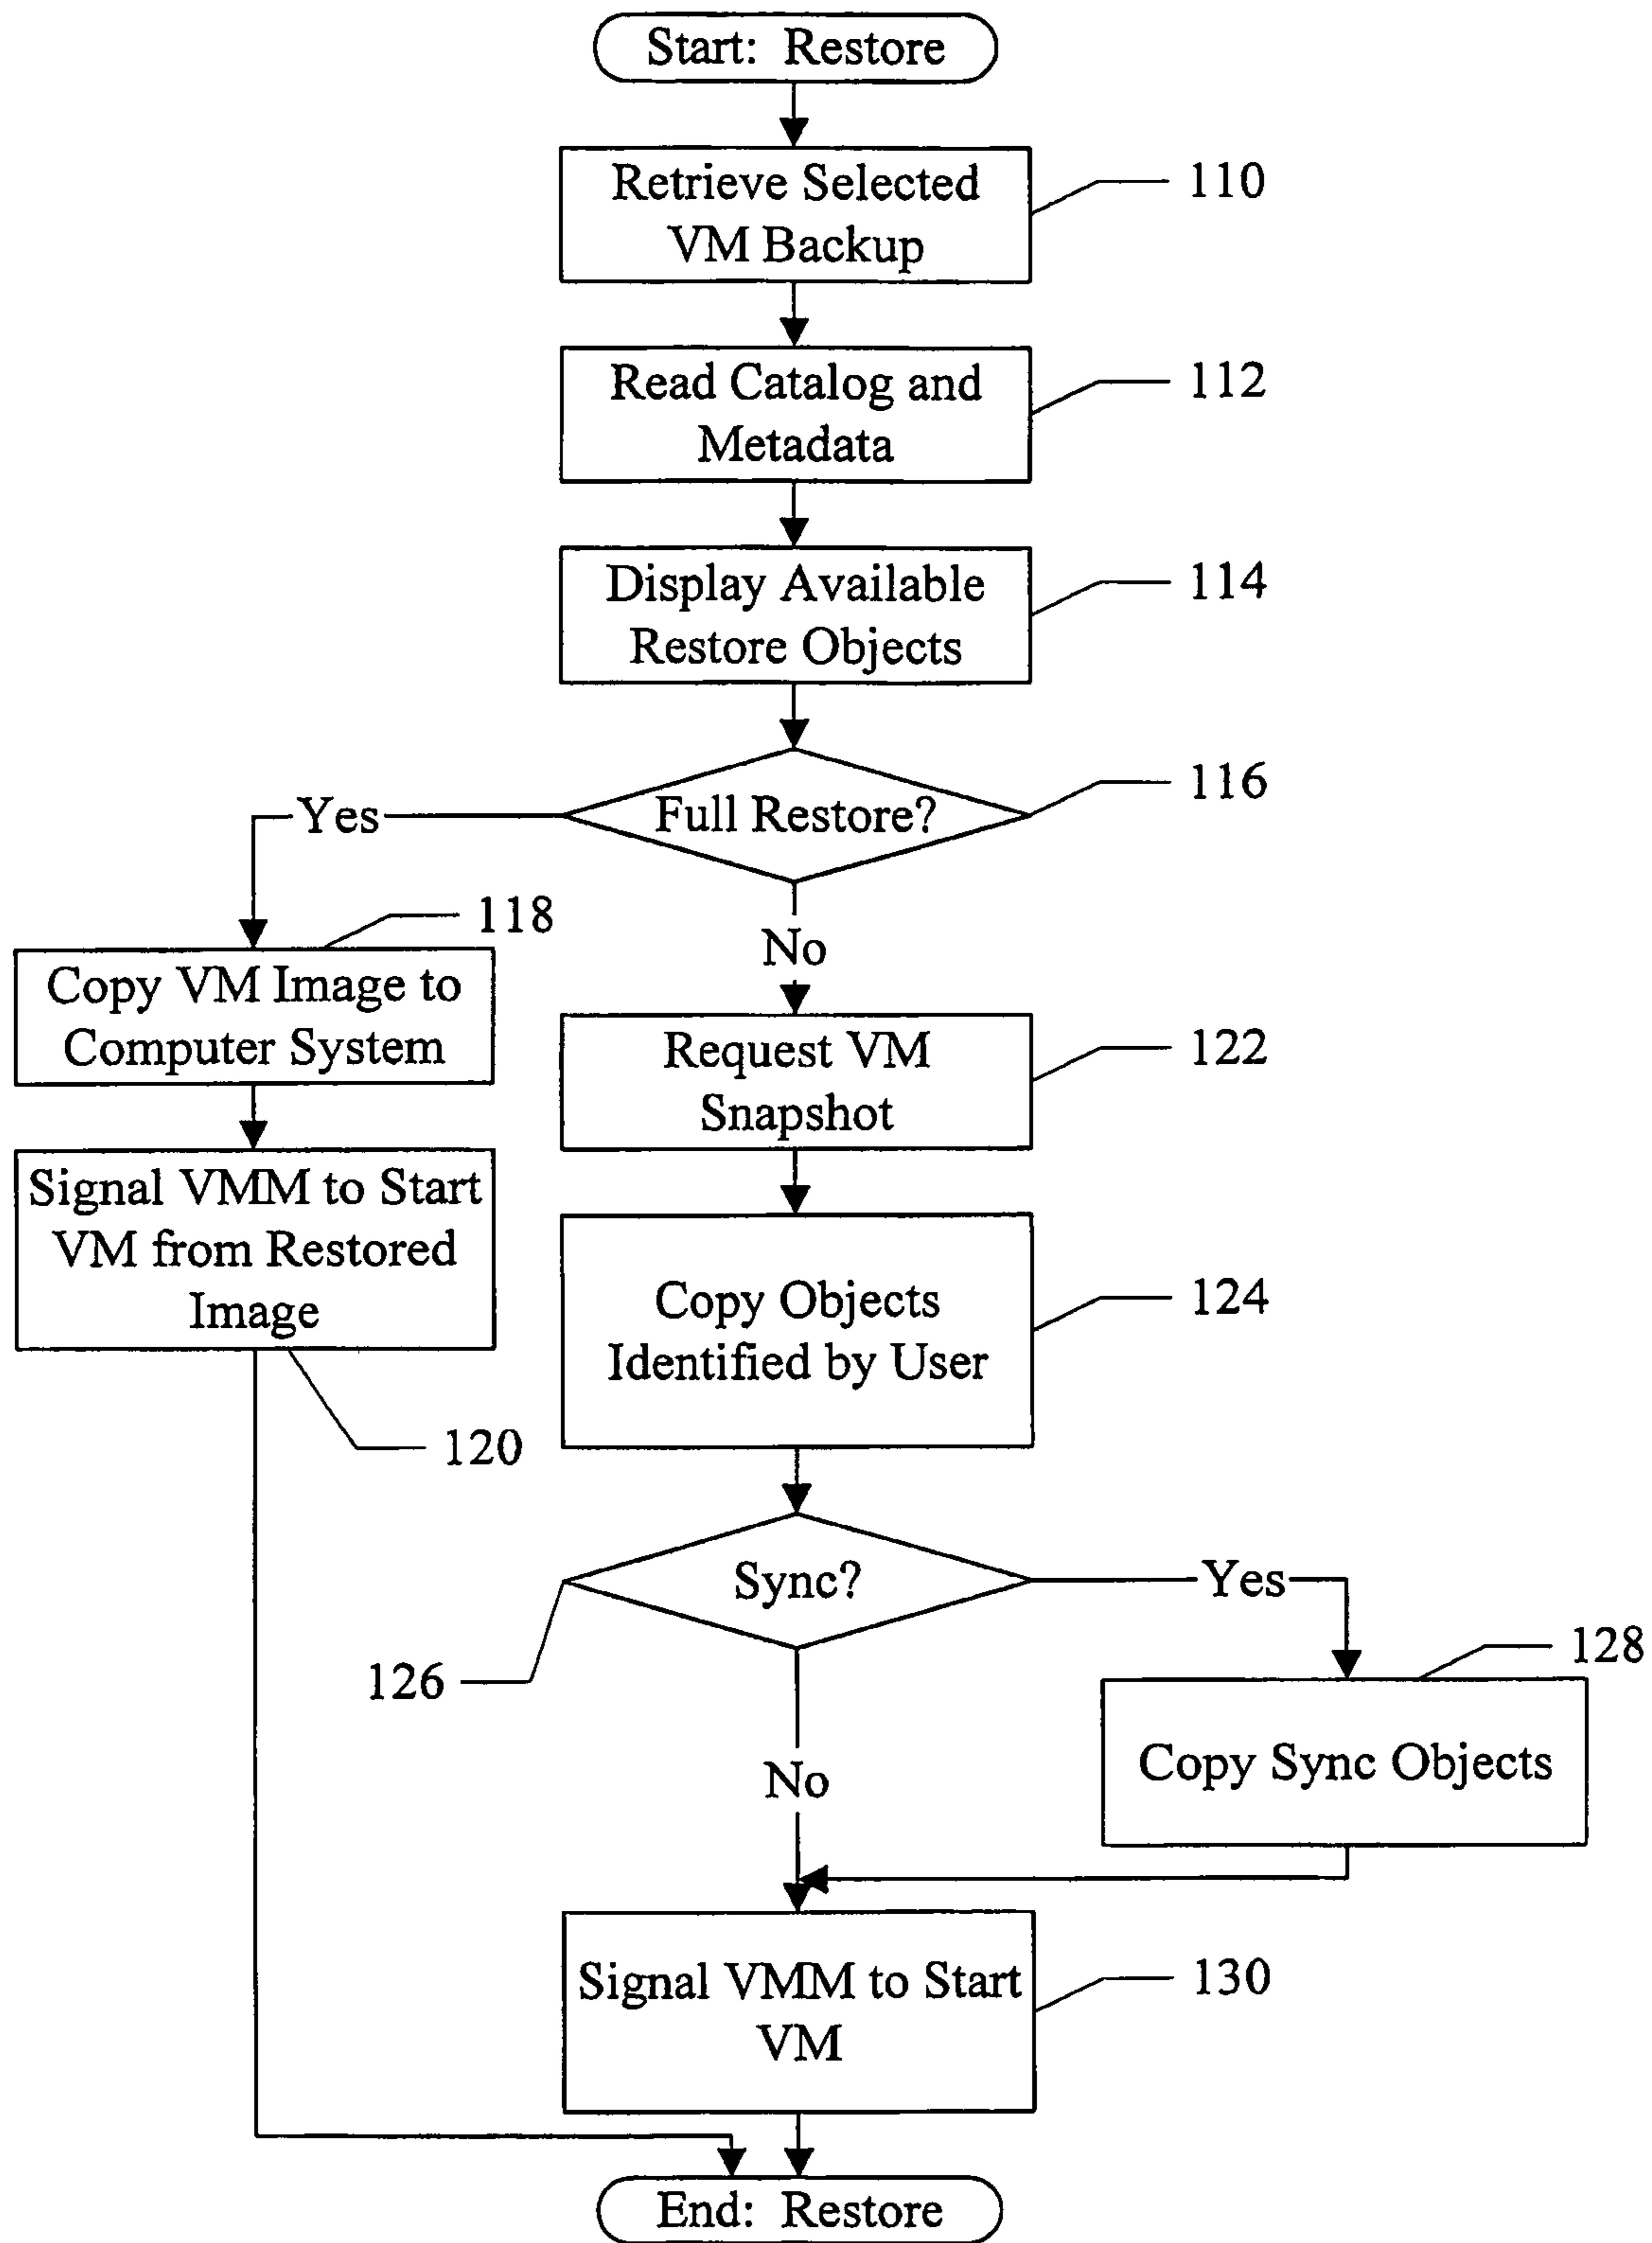 Start: Restore
Retrieve Selected
VM Backup
110
Read Catalog and
Metadata
112
Display Available
Restore Objects
114
Full Restore?
116
Yes
No
118
Copy VM Image to
Computer System
Request VM
Snapshot
122
Signal VMM to Start
VM from Restored
Image
120
Copy Objects
Identified by User
124
Sync?
126
Yes
No
128
Copy Sync Objects
Signal VMM to Start
VM
130
End: Restore